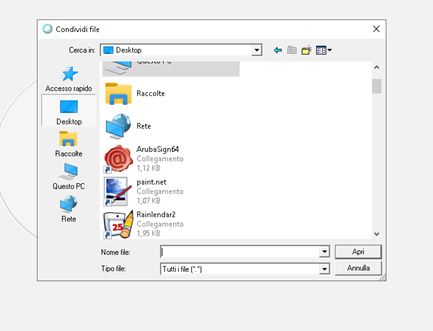 Condividi file
Cerca in: Desktop
Questo PC
Accesso rapido
Desktop
Raccolte
Questo PC
Rete
Raccolte
Rete
ArubaSign64
Collegamento
1,12 KB
paint.net
Collegamento
1,07 KB
Rainlendar2
Collegamento
1,95 KB
25
Nome file:
Apri
Tipo file: Tutti i file (*.*)
Annulla